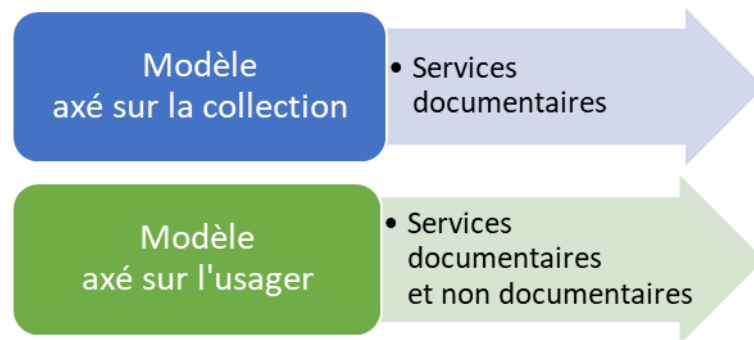 Modèle
axé sur la collection
• Services
documentaires
Modèle
axé sur l'usager
• Services
documentaires
et non documentaires